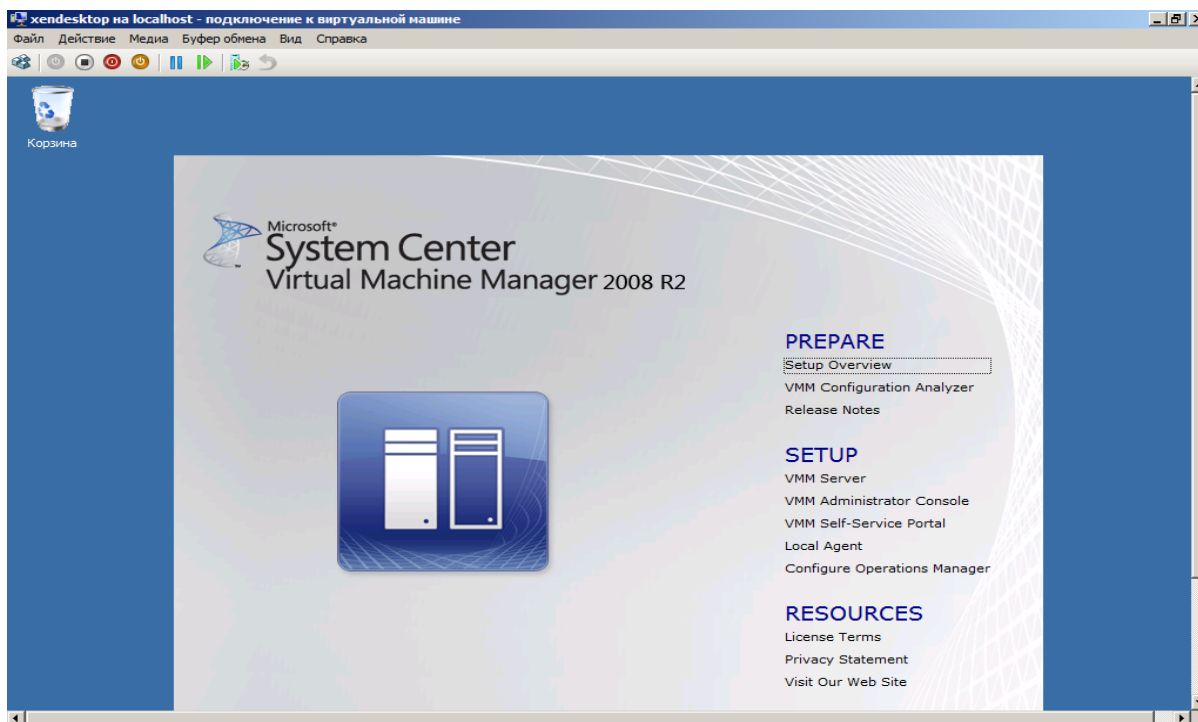 xendesktop на localhost - подключение к виртуальной машине
Файл Действие Медиа Буфер обмена Вид Справка
Корзина
Microsoft®
System Center
Virtual Machine Manager 2008 R2
PREPARE
Setup Overview
VMM Configuration Analyzer
Release Notes
SETUP
VMM Server
VMM Administrator Console
VMM Self-Service Portal
Local Agent
Configure Operations Manager
RESOURCES
License Terms
Privacy Statement
Visit Our Web Site